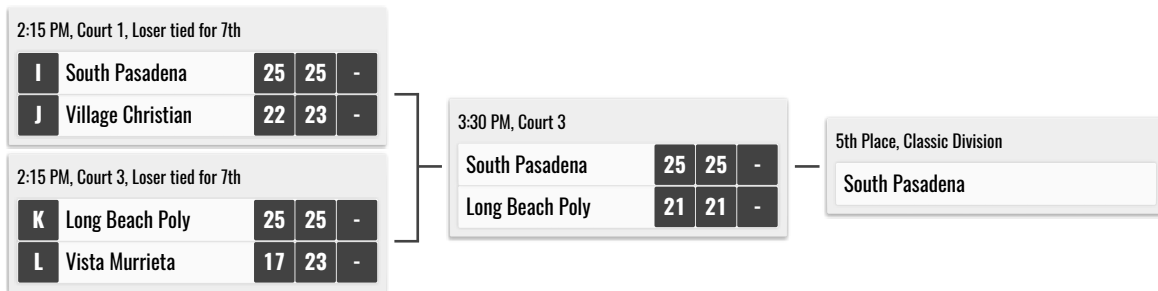 2:15 PM, Court 1, Loser tied for 7th
I South Pasadena 25 25 -
J Village Christian 22 23 -
2:15 PM, Court 3, Loser tied for 7th
K Long Beach Poly 25 25 -
L Vista Murrieta 17 23 -
3:30 PM, Court 3
South Pasadena 25 25 -
Long Beach Poly 21 21 -
5th Place, Classic Division
South Pasadena